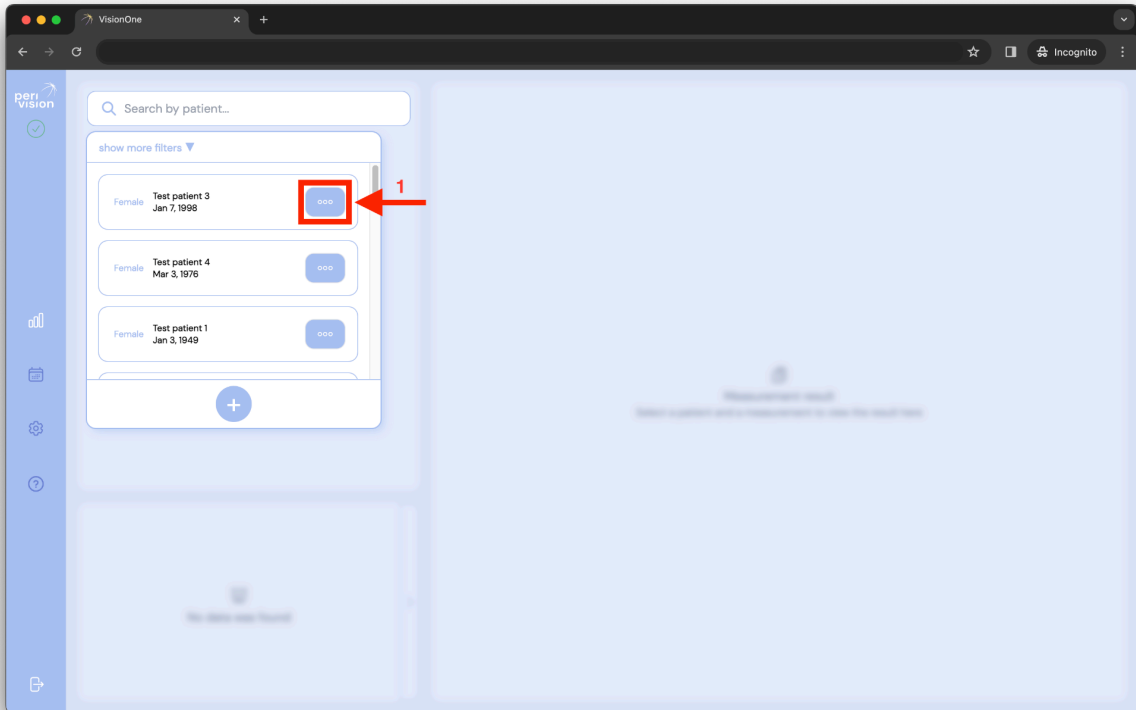 VisionOne
Incognito
peri
vision
Search by patient...
show more filters ▼
1
Female
Test patient 3
Jan 7, 1998
Female
Test patient 4
Mar 3, 1976
Female
Test patient 1
Jan 3, 1949
Measurement result
Select a patient and a measurement to view the result here
No data was found